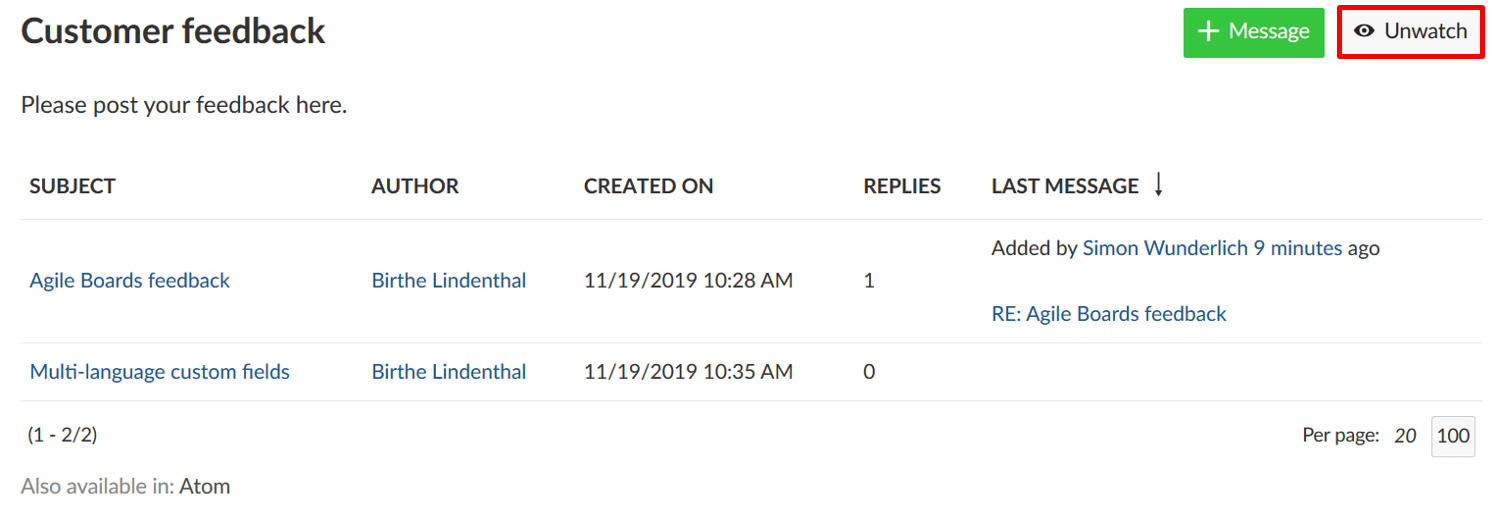 Customer feedback
Message
Unwatch
Please post your feedback here.
SUBJECT AUTHOR CREATED ON REPLIES LAST MESSAGE
Added by Simon Wunderlich 9 minutes ago
Agile Boards feedback Birthe Lindenthal 11/19/2019 10:28 AM 1
RE: Agile Boards feedback
Multi-language custom fields Birthe Lindenthal 11/19/2019 10:35 AM 0
(1 - 2/2) Per page: 20 100
Also available in: Atom